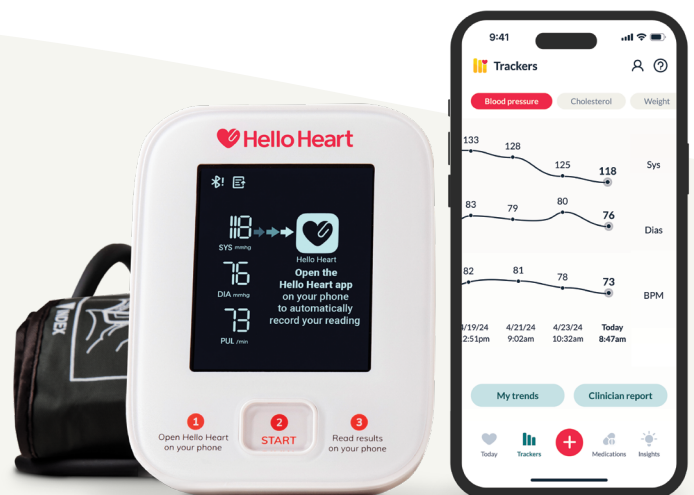 Hello Heart
118
SYS mmhg
Hello Heart
76
DIA mmhg
Open the
Hello Heart app
on your phone
to automatically
record your reading
73
PUL /min
1
Open Hello Heart
on your phone
2
START
3
Read results
on your phone
INDEX
9:41
Trackers
Blood pressure Cholesterol Weight
133 128 125 118 Sys
83 79 80 76 Dias
82 81 78 73 BPM
4/19/24 4/21/24 4/23/24 Today
2:51pm 9:02am 10:32am 8:47am
My trends Clinician report
Today Trackers + Medications Insights